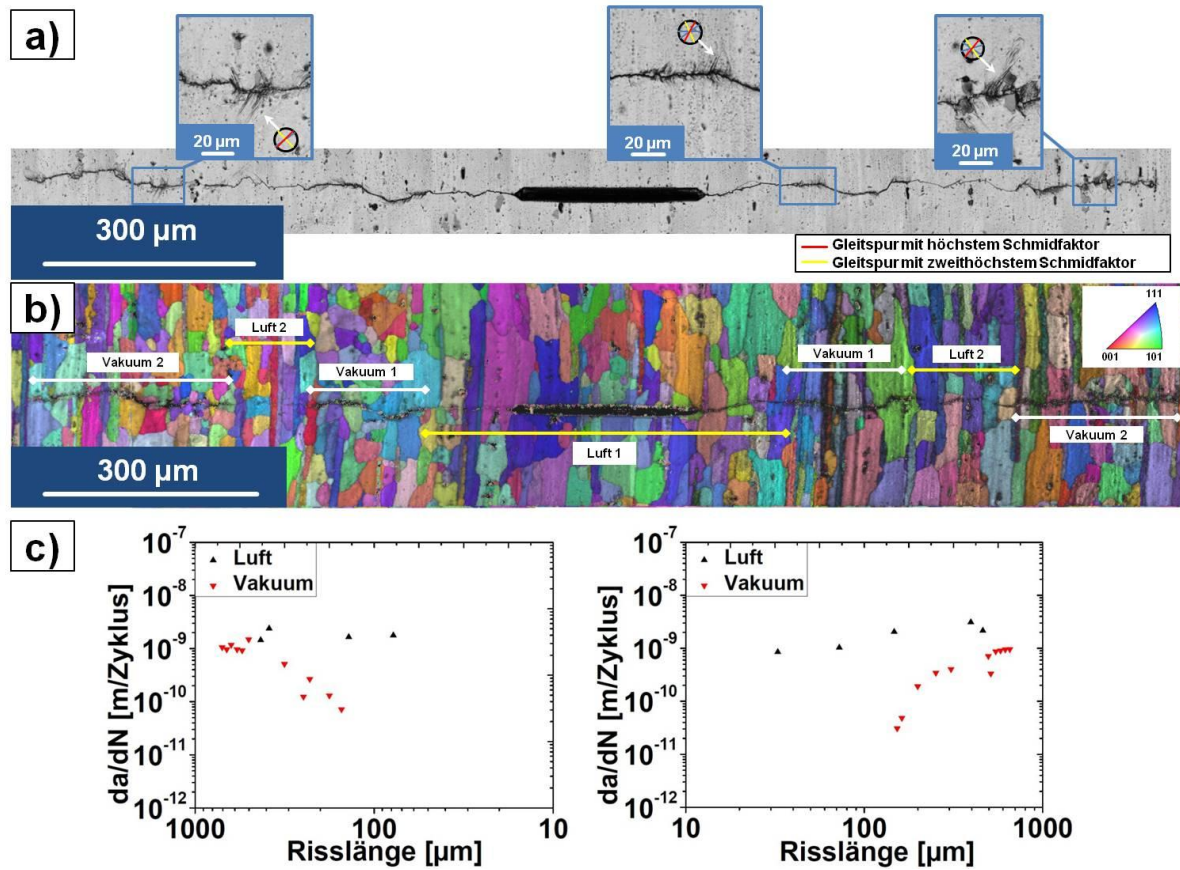 a)
20 µm
20 µm
20 µm
300 µm
Gleitspur mit höchstem Schmidfaktor
Gleitspur mit zweithöchstem Schmidfaktor
b)
111
001
101
Luft 2
Vakuum 2
Vakuum 1
Vakuum 1
Luft 2
Luft 1
Vakuum 2
300 µm
c)
da/dN [m/Zyklus]
10-7
10-8
10-9
10-10
10-11
10-12
Luft
Vakuum
1000
100
10
Risslänge [µm]
da/dN [m/Zyklus]
10-7
10-8
10-9
10-10
10-11
10-12
Luft
Vakuum
10
100
1000
Risslänge [µm]